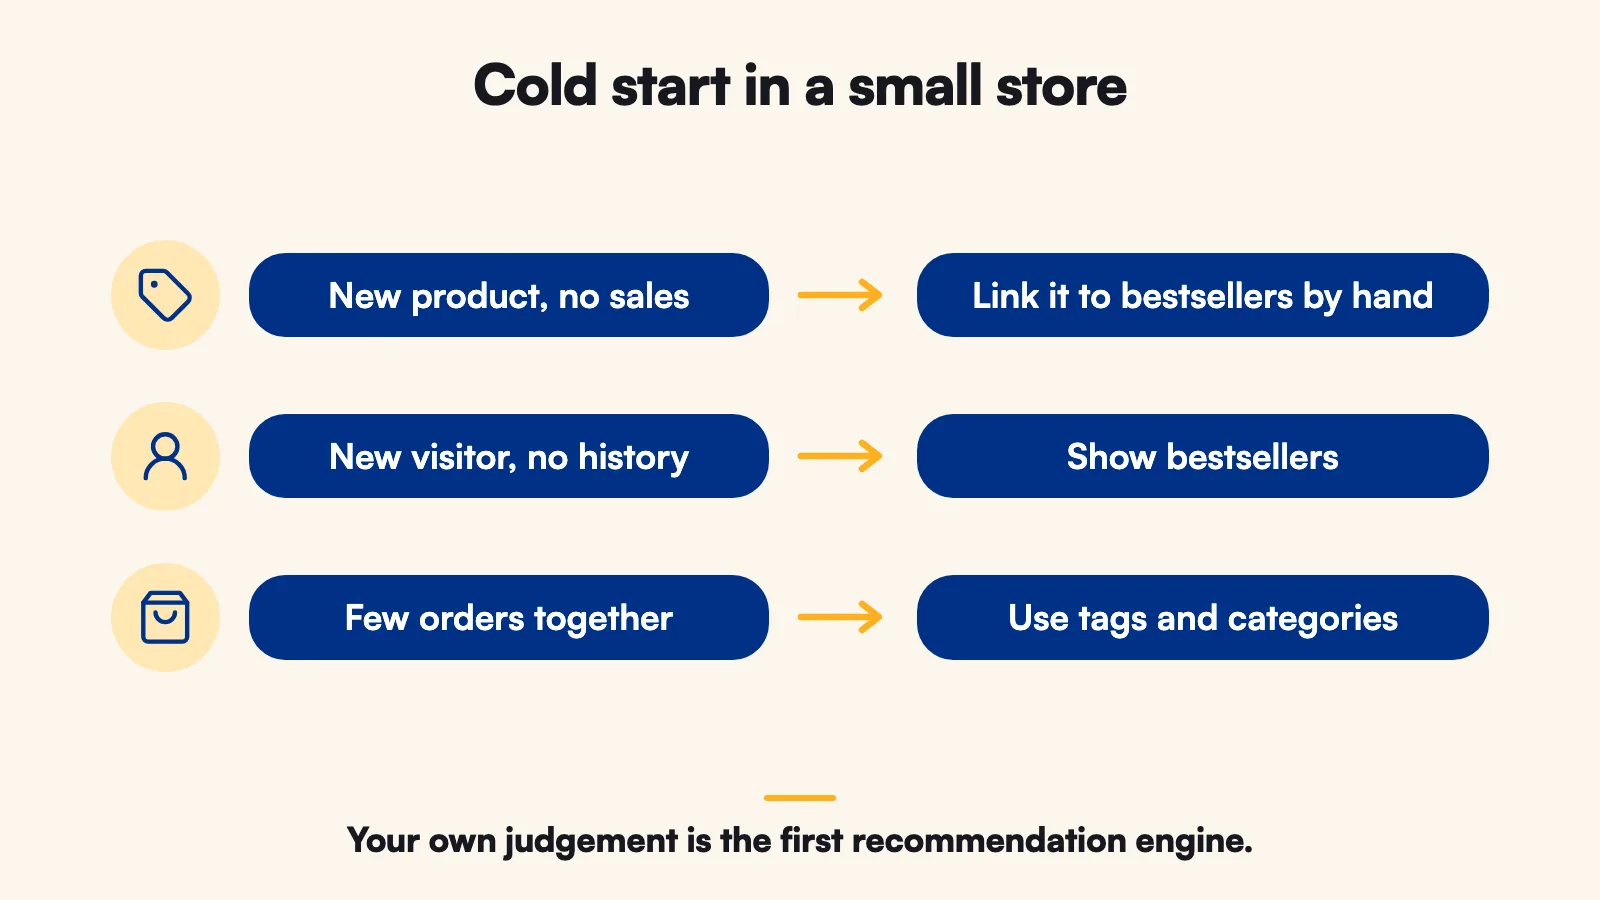 Cold start in a small store
New product, no sales
Link it to bestsellers by hand
New visitor, no history
Show bestsellers
Few orders together
Use tags and categories
Your own judgement is the first recommendation engine.